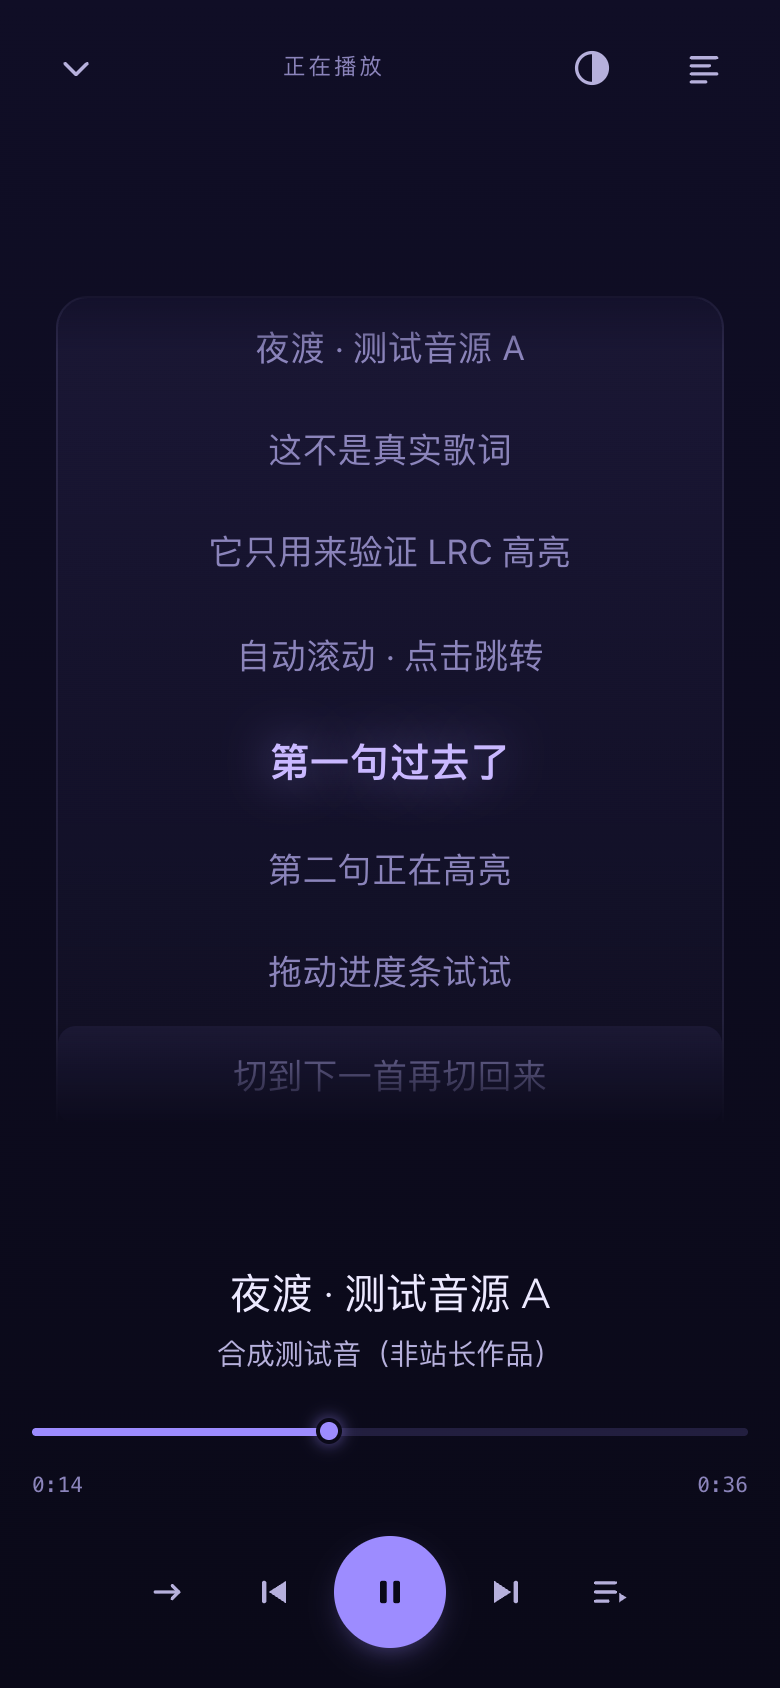 正在播放
夜渡 · 测试音源 A
这不是真实歌词
它只用来验证 LRC 高亮
自动滚动 · 点击跳转
第一句过去了
第二句正在高亮
拖动进度条试试
切到下一首再切回来
夜渡 · 测试音源 A
合成测试音（非站长作品）
0:14
0:36